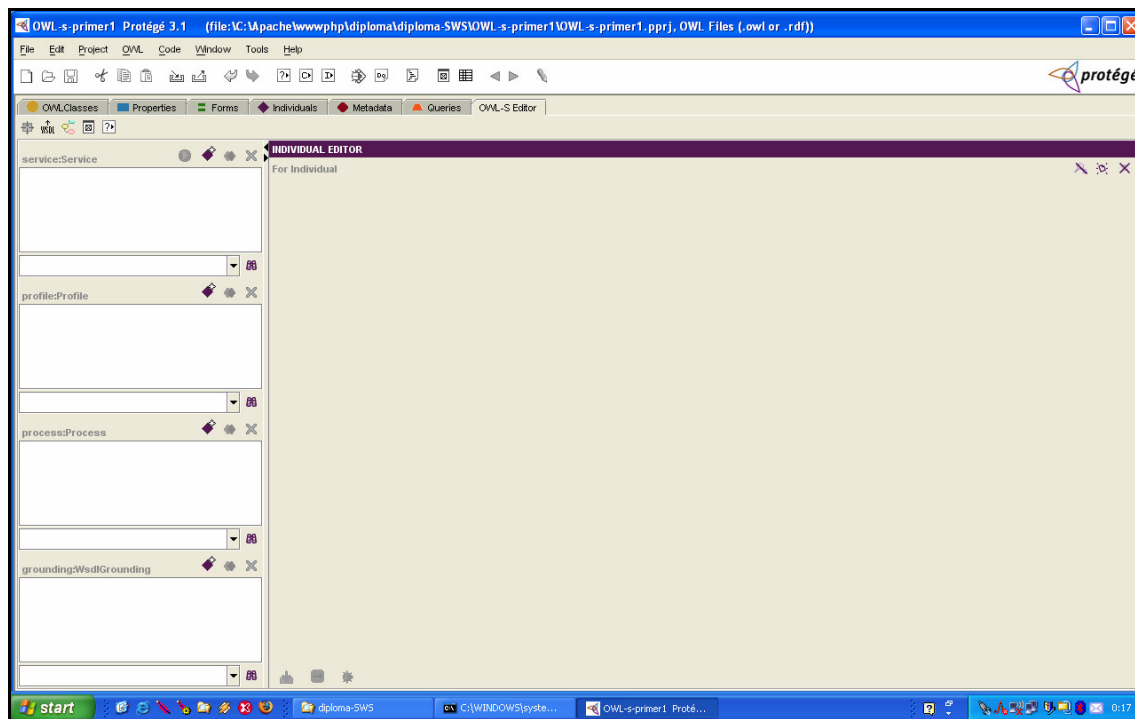 OWL-s-primer1 Protégé 3.1 (file:\C:\Apache\wwwphp\diploma\diploma-SWS\OWL-s-primer1\OWL-s-primer1.pprj, OWL Files (.owl or .rdf))
File Edit Project OWL Code Window Tools Help
protégé
OWLClasses Properties Forms Individuals Metadata Queries OWL-S Editor
WSDL
service:Service
INDIVIDUAL EDITOR
For Individual
profile:Profile
process:Process
grounding:WsdlGrounding
start diploma-SWS C:\WINDOWS\syste... OWL-s-primer1 Proté... 0:17